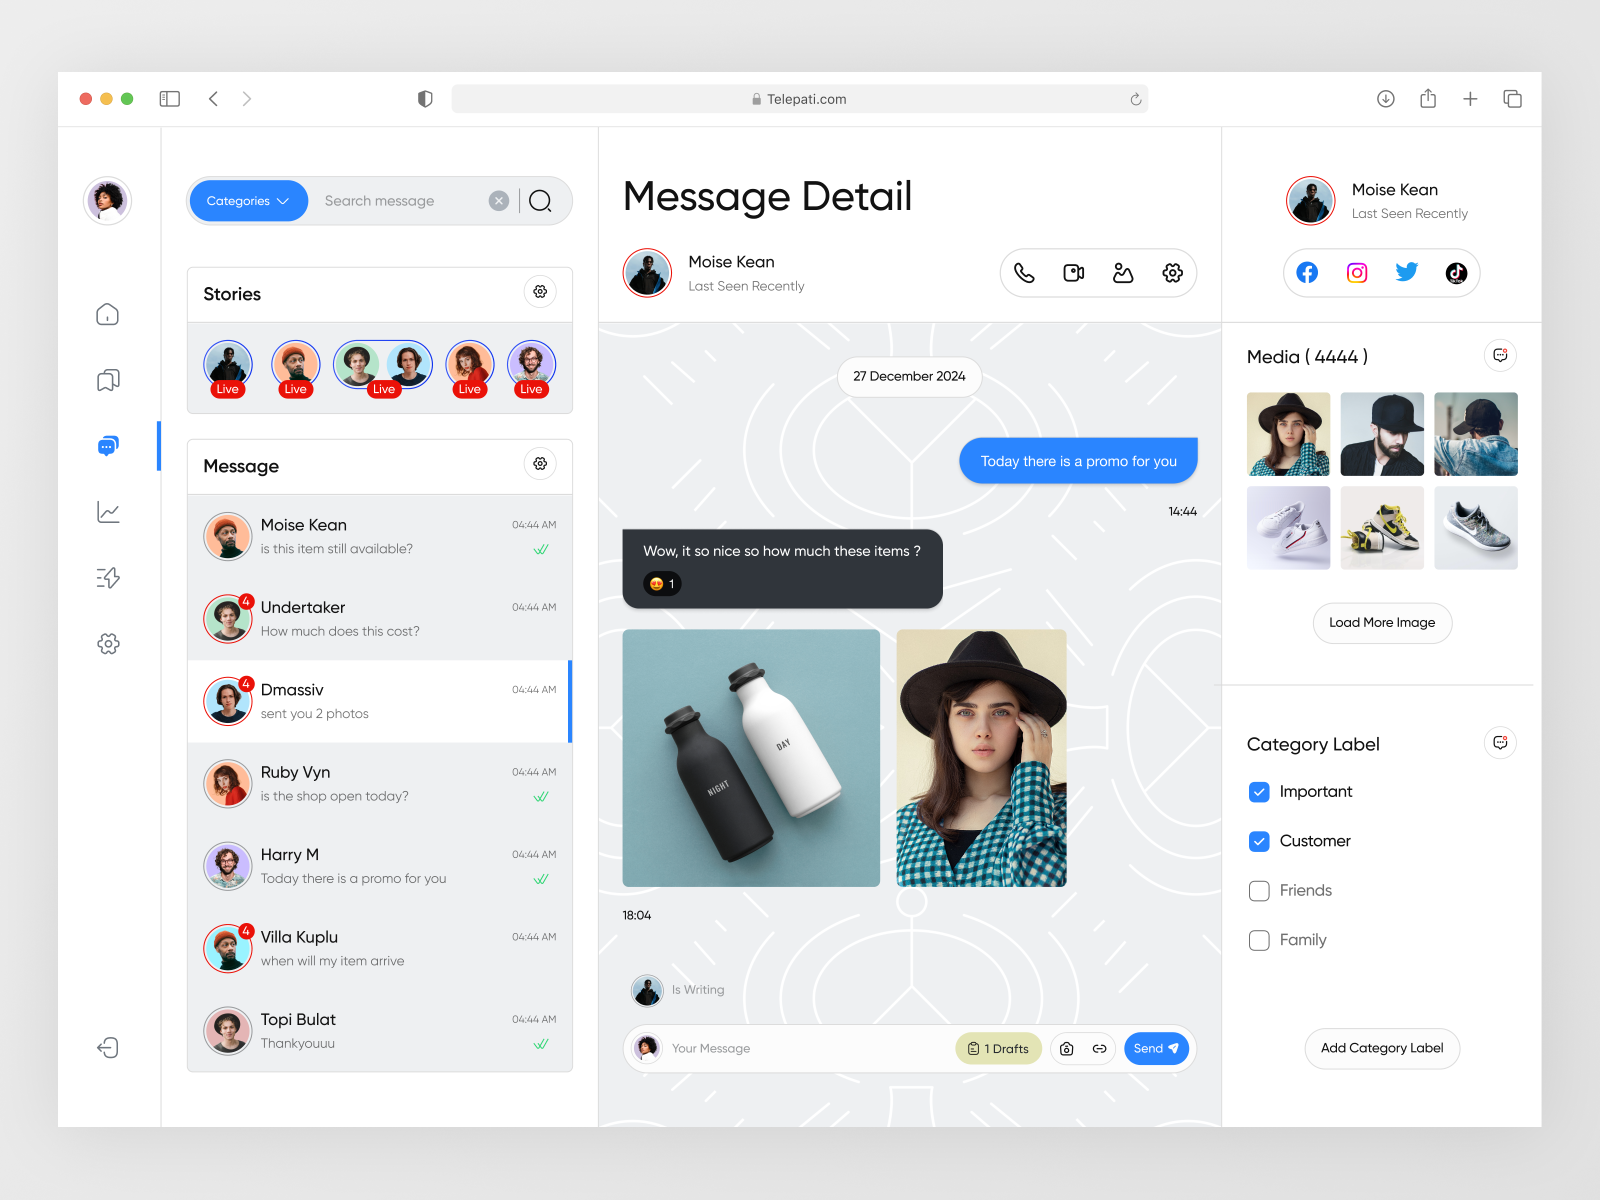 Telepati.com
Categories
Search message
Stories
Live
Live
Live
Live
Live
Message
Moise Kean
04:44 AM
is this item still available?
4
Undertaker
04:44 AM
How much does this cost?
4
Dmassiv
04:44 AM
sent you 2 photos
Ruby Vyn
04:44 AM
is the shop open today?
Harry M
04:44 AM
Today there is a promo for you
4
Villa Kuplu
04:44 AM
when will my item arrive
Topi Bulat
04:44 AM
Thankyouuu
Message Detail
Moise Kean
Last Seen Recently
27 December 2024
Today there is a promo for you
14:44
Wow, it so nice so how much these items ?
1
NIGHT
DAY
18:04
Is Writing
Your Message
1 Drafts
Send
Moise Kean
Last Seen Recently
Media ( 4444 )
Load More Image
Category Label
Important
Customer
Friends
Family
Add Category Label